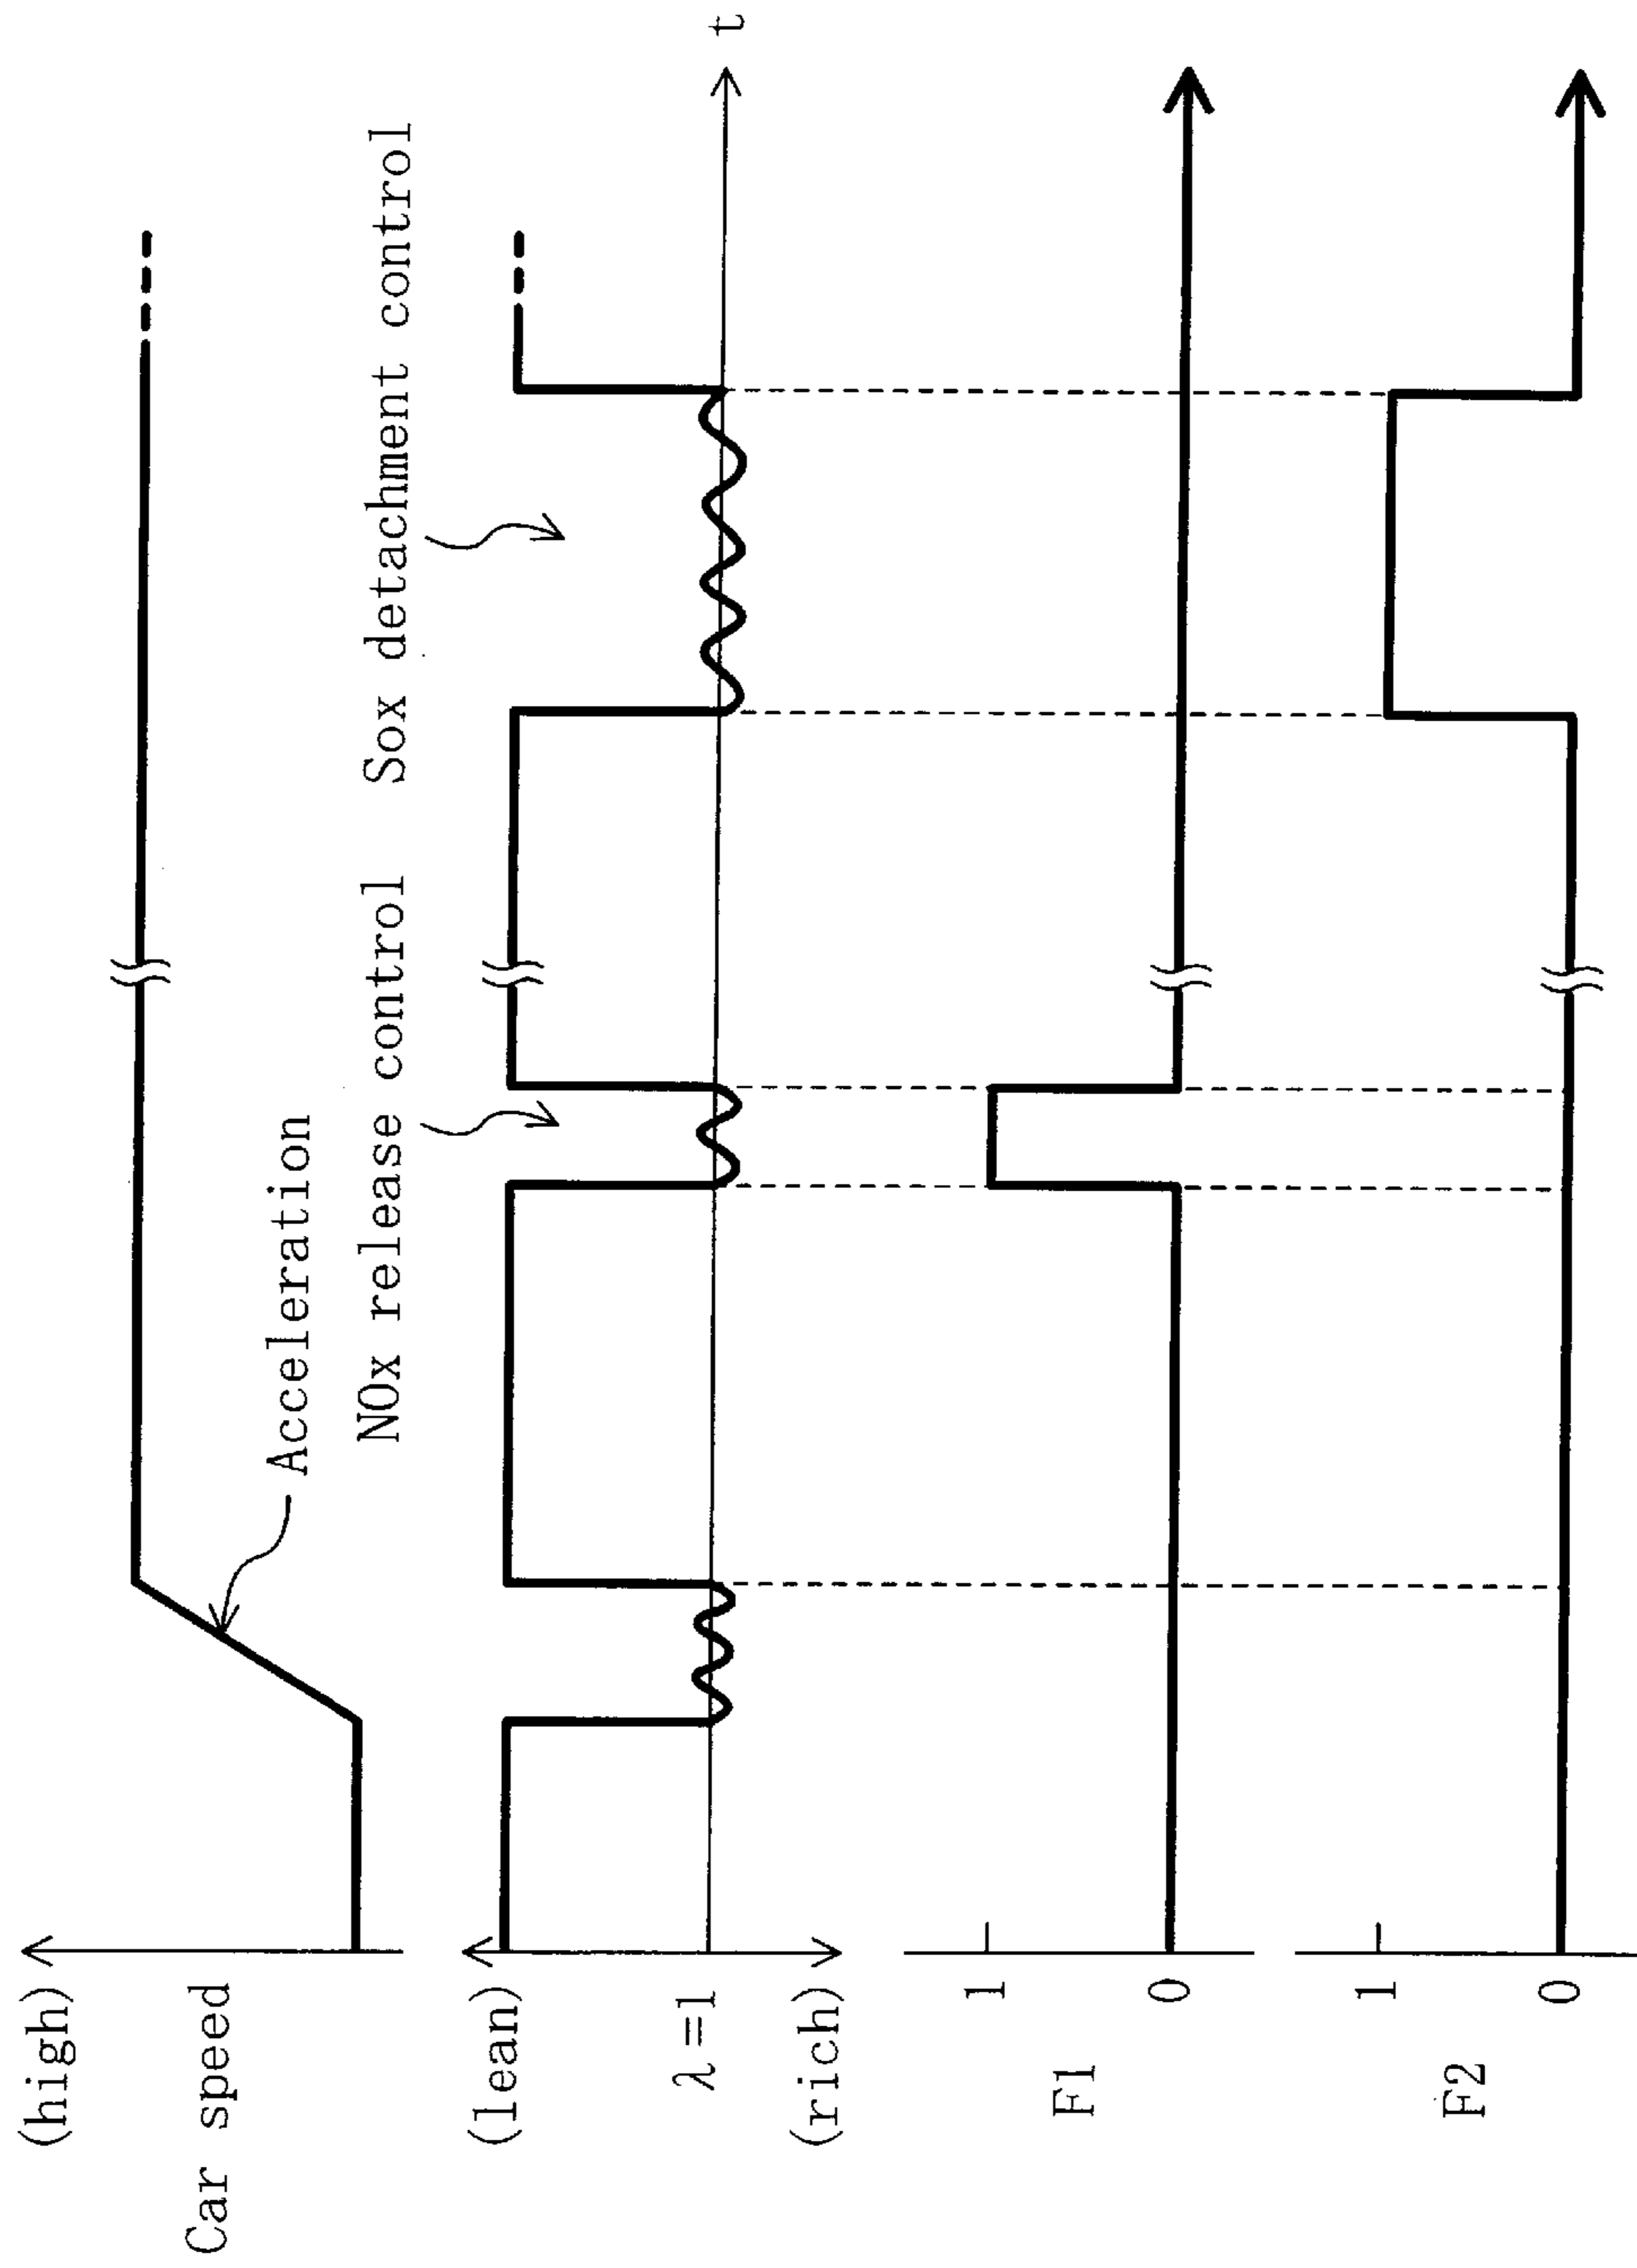 (high)
Car speed
Acceleration
NOx release control
Sox detachment control
(lean)
λ=1
(rich)
t
F1
1
0
F2
1
0